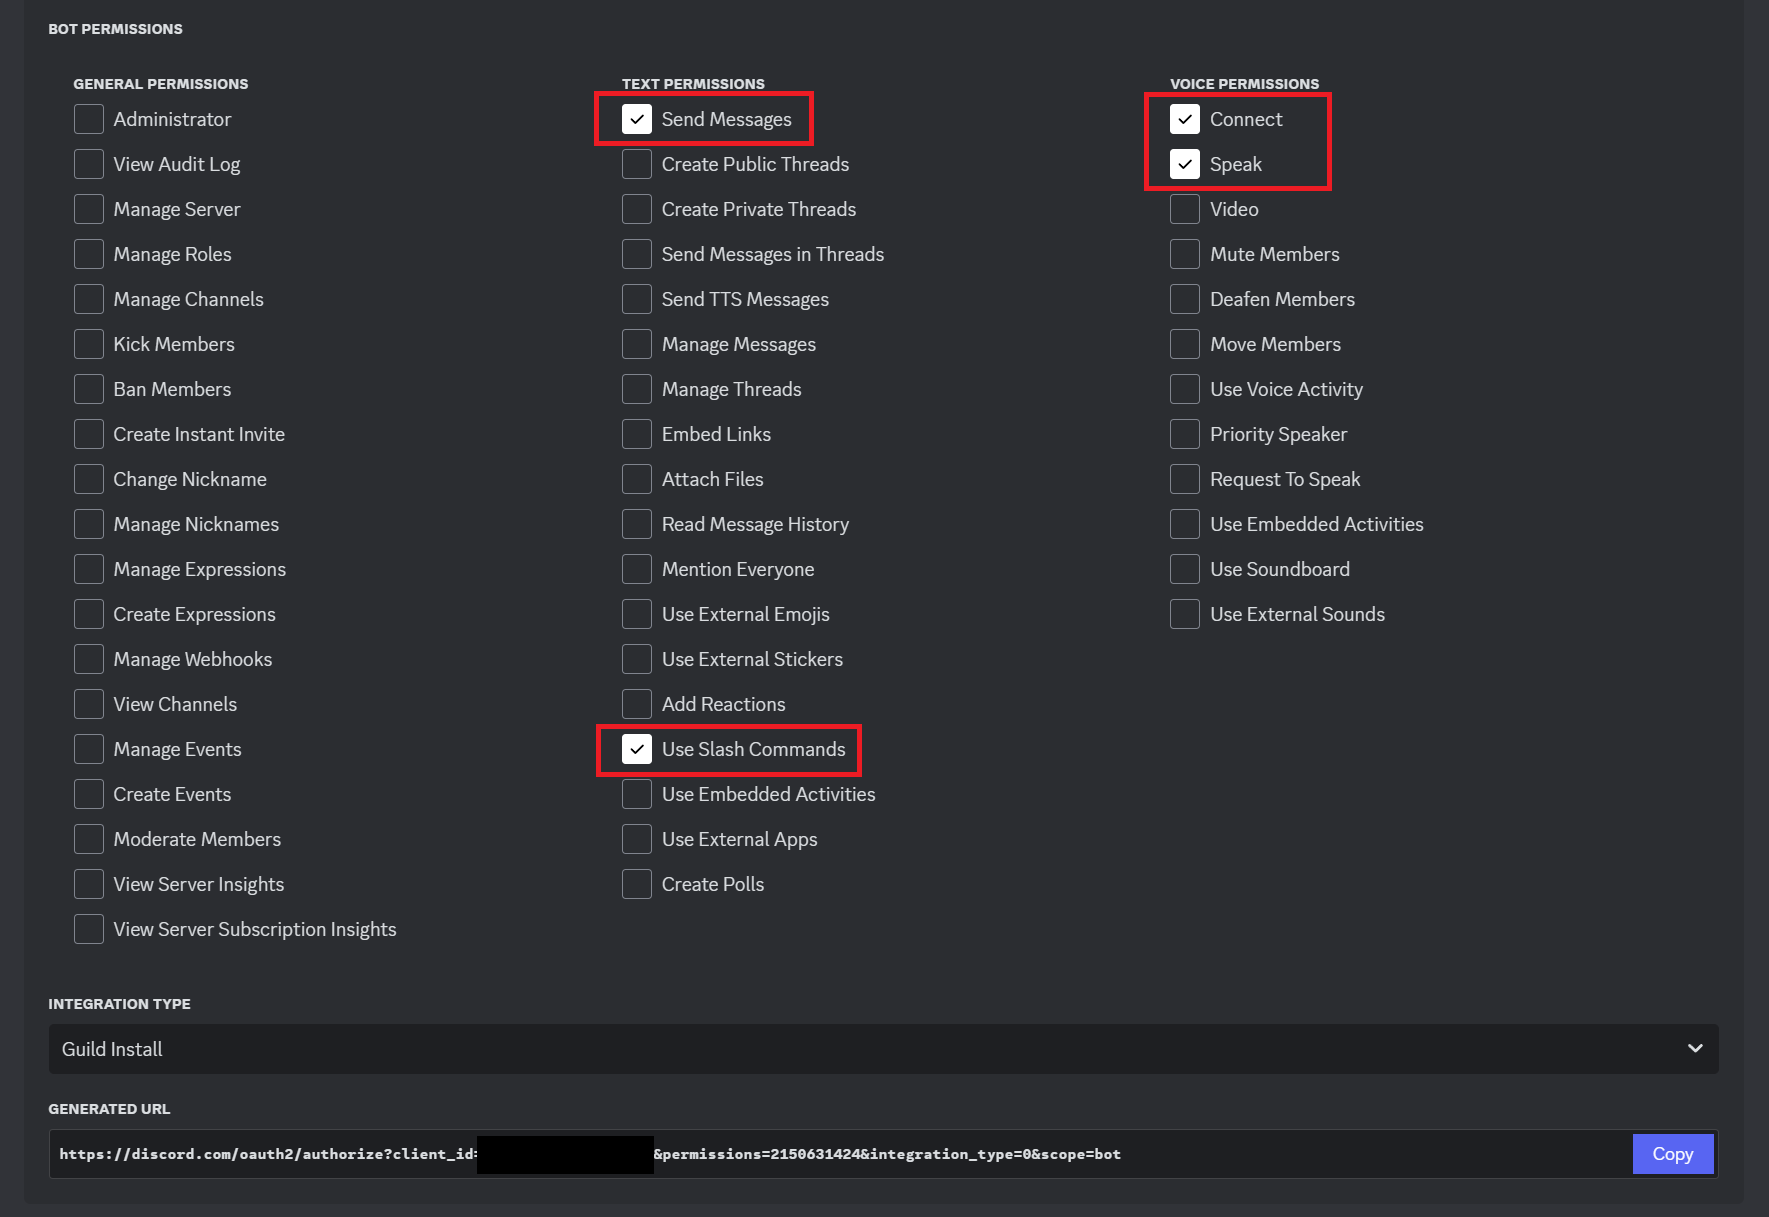 BOT PERMISSIONS
GENERAL PERMISSIONS
Administrator
View Audit Log
Manage Server
Manage Roles
Manage Channels
Kick Members
Ban Members
Create Instant Invite
Change Nickname
Manage Nicknames
Manage Expressions
Create Expressions
Manage Webhooks
View Channels
Manage Events
Create Events
Moderate Members
View Server Insights
View Server Subscription Insights
TEXT PERMISSIONS
Send Messages
Create Public Threads
Create Private Threads
Send Messages in Threads
Send TTS Messages
Manage Messages
Manage Threads
Embed Links
Attach Files
Read Message History
Mention Everyone
Use External Emojis
Use External Stickers
Add Reactions
Use Slash Commands
Use Embedded Activities
Use External Apps
Create Polls
VOICE PERMISSIONS
Connect
Speak
Video
Mute Members
Deafen Members
Move Members
Use Voice Activity
Priority Speaker
Request To Speak
Use Embedded Activities
Use Soundboard
Use External Sounds
INTEGRATION TYPE
Guild Install
GENERATED URL
https://discord.com/oauth2/authorize?client_id= &permissions=2150631424&integration_type=0&scope=bot
Copy